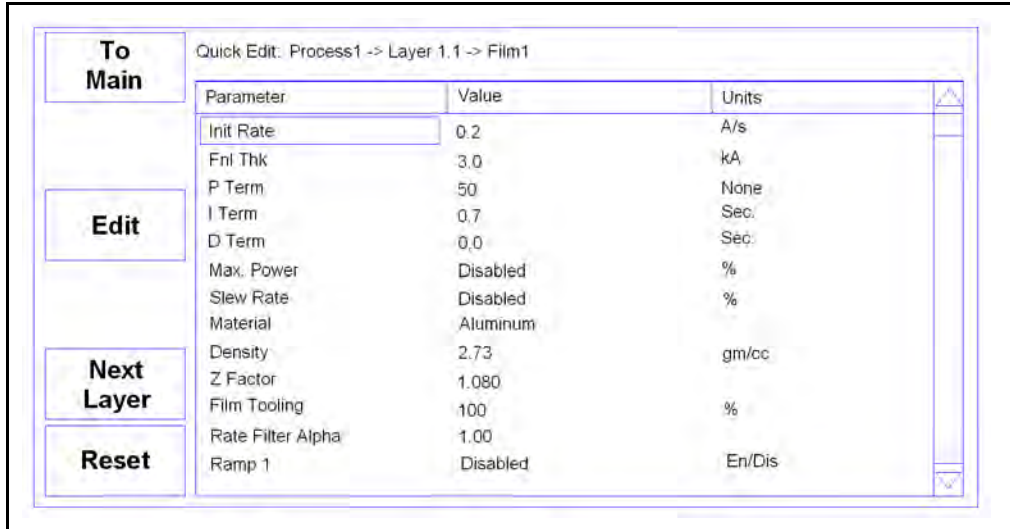 To
Main
Quick Edit: Process1 -> Layer 1.1 -> Film1
Parameter Value Units
Init Rate 0.2 A/s
Fnl Thk 3.0 kA
P Term 50 None
I Term 0.7 Sec.
D Term 0.0 Sec.
Max. Power Disabled %
Slew Rate Disabled %
Material Aluminum
Density 2.73 gm/cc
Z Factor 1.080
Film Tooling 100 %
Rate Filter Alpha 1.00
Ramp 1 Disabled En/Dis
Edit
Next
Layer
Reset